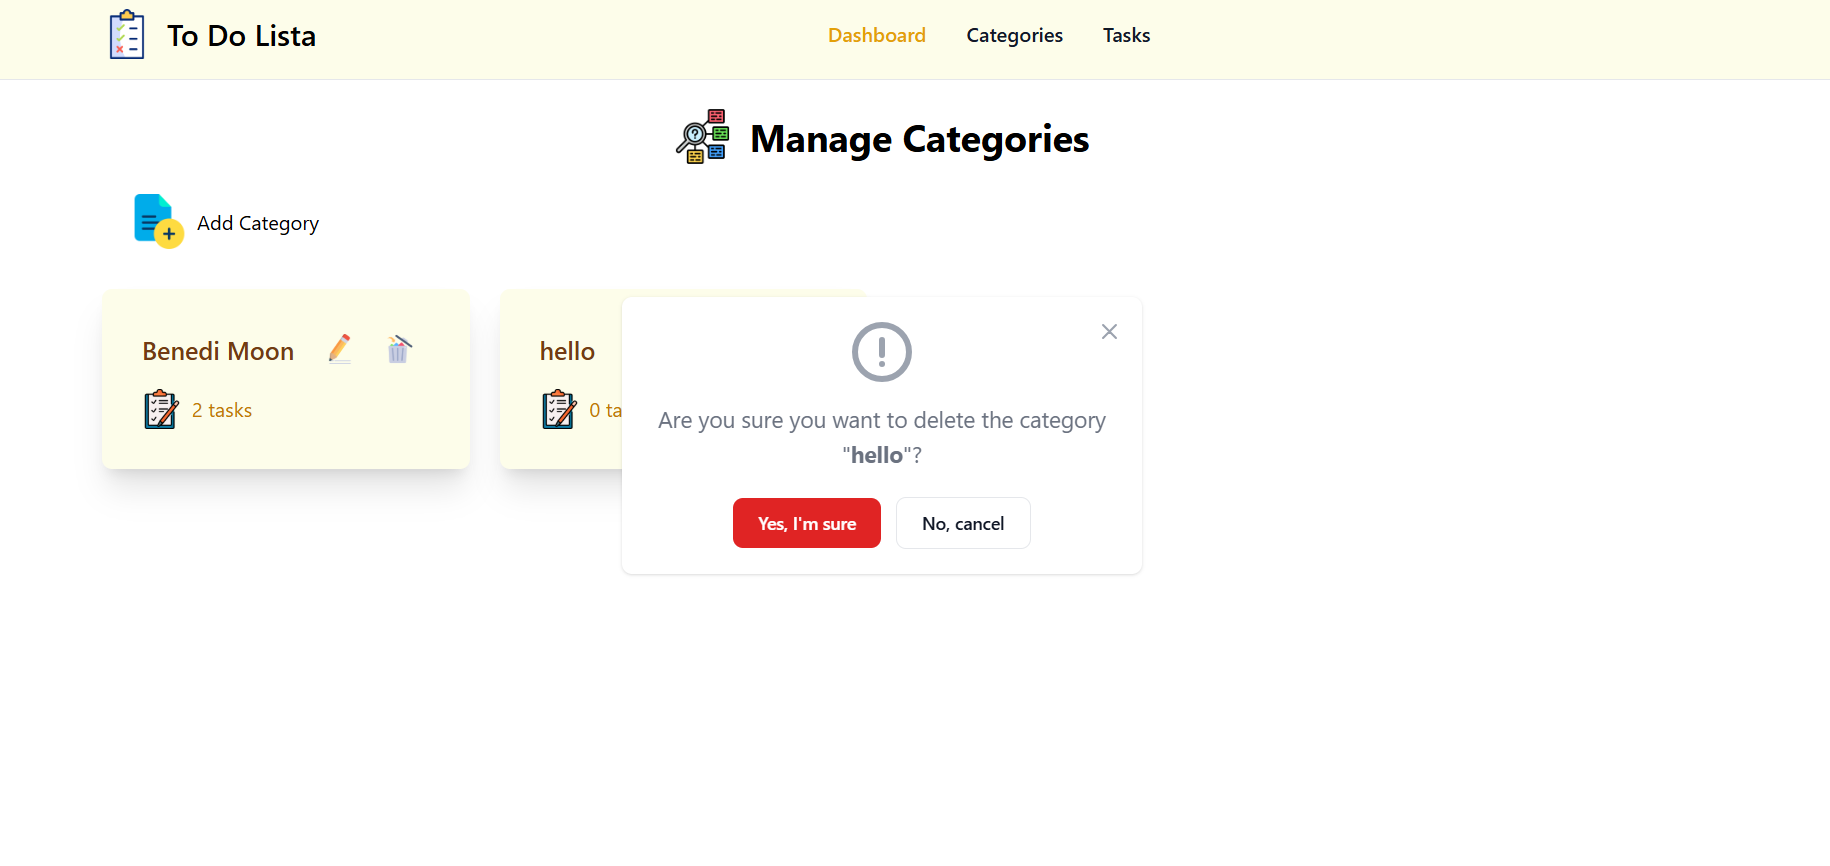 To Do Lista
Dashboard Categories Tasks
Manage Categories
Add Category
Benedi Moon
2 tasks
hello
0 ta
Are you sure you want to delete the category
"hello"?
Yes, I'm sure
No, cancel